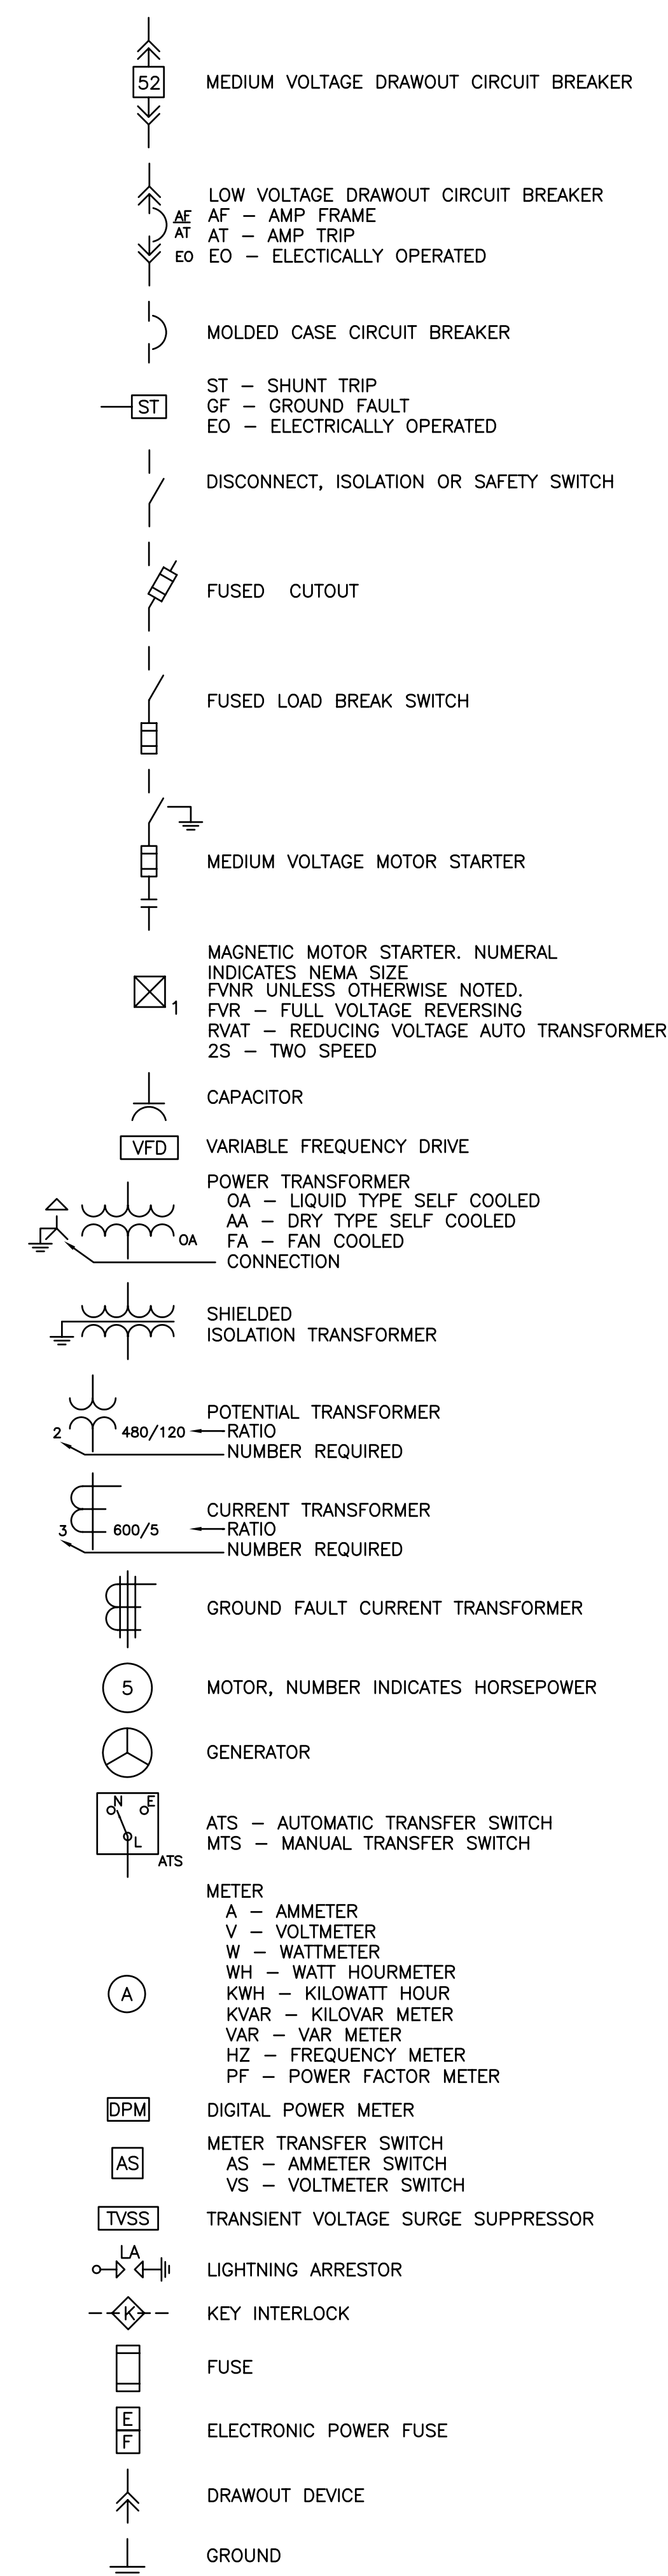 52 MEDIUM VOLTAGE DRAWOUT CIRCUIT BREAKER
LOW VOLTAGE DRAWOUT CIRCUIT BREAKER
AF AF – AMP FRAME
AT AT – AMP TRIP
EO EO – ELECTICALLY OPERATED
MOLDED CASE CIRCUIT BREAKER
ST – SHUNT TRIP
ST GF – GROUND FAULT
EO – ELECTRICALLY OPERATED
DISCONNECT, ISOLATION OR SAFETY SWITCH
FUSED CUTOUT
FUSED LOAD BREAK SWITCH
MEDIUM VOLTAGE MOTOR STARTER
MAGNETIC MOTOR STARTER. NUMERAL
INDICATES NEMA SIZE
FVNR UNLESS OTHERWISE NOTED.
1 FVR – FULL VOLTAGE REVERSING
RVAT – REDUCING VOLTAGE AUTO TRANSFORMER
2S – TWO SPEED
CAPACITOR
VFD VARIABLE FREQUENCY DRIVE
POWER TRANSFORMER
OA – LIQUID TYPE SELF COOLED
AA – DRY TYPE SELF COOLED
OA FA – FAN COOLED
CONNECTION
SHIELDED
ISOLATION TRANSFORMER
POTENTIAL TRANSFORMER
2 480/120 RATIO
NUMBER REQUIRED
CURRENT TRANSFORMER
3 600/5 RATIO
NUMBER REQUIRED
GROUND FAULT CURRENT TRANSFORMER
5 MOTOR, NUMBER INDICATES HORSEPOWER
GENERATOR
N E
ATS – AUTOMATIC TRANSFER SWITCH
L MTS – MANUAL TRANSFER SWITCH
ATS
METER
A – AMMETER
V – VOLTMETER
W – WATTMETER
WH – WATT HOURMETER
A KWH – KILOWATT HOUR
KVAR – KILOVAR METER
VAR – VAR METER
HZ – FREQUENCY METER
PF – POWER FACTOR METER
DPM DIGITAL POWER METER
METER TRANSFER SWITCH
AS AS – AMMETER SWITCH
VS – VOLTMETER SWITCH
TVSS TRANSIENT VOLTAGE SURGE SUPPRESSOR
LA
LIGHTNING ARRESTOR
K KEY INTERLOCK
FUSE
E
F ELECTRONIC POWER FUSE
DRAWOUT DEVICE
GROUND